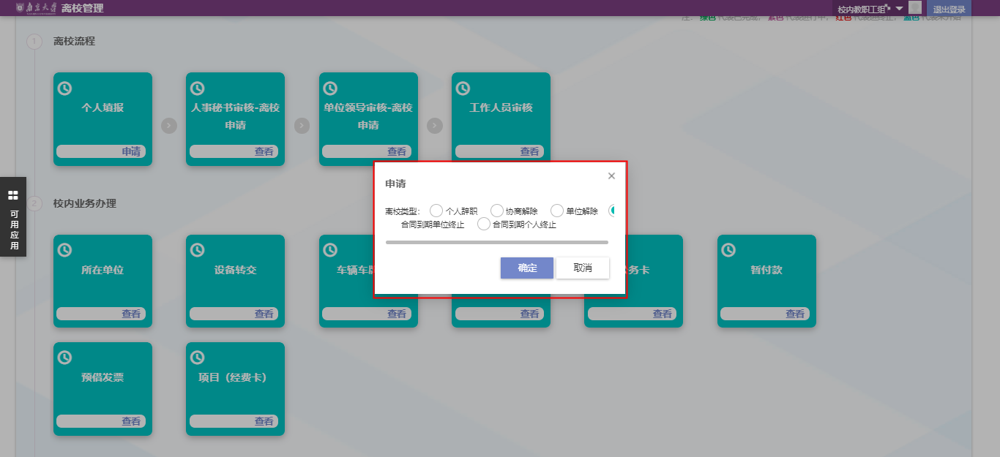 南京大学 离校管理
校内教职工组 退出登录
注： 绿色 代表已完成， 紫色 代表进行中， 红色 代表进终止， 蓝色 代表未开始
1 离校流程
个人填报
申请
人事秘书审核-离校
申请
查看
单位领导审核-离校
申请
查看
工作人员审核
查看
可用应用
2 校内业务办理
所在单位
查看
设备转交
查看
车辆车牌
查看
查看
务卡
查看
暂付款
查看
预借发票
查看
项目（经费卡）
查看
申请
离校类型： 个人辞职 协商解除 单位解除
合同到期单位终止 合同到期个人终止
确定 取消